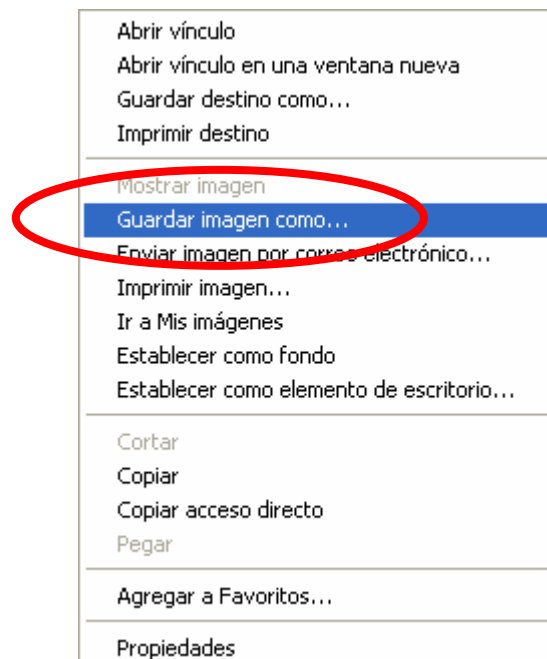 Abrir vínculo
Abrir vínculo en una ventana nueva
Guardar destino como...
Imprimir destino
Mostrar imagen
Guardar imagen como...
Enviar imagen por correo electrónico...
Imprimir imagen...
Ir a Mis imágenes
Establecer como fondo
Establecer como elemento de escritorio...
Cortar
Copiar
Copiar acceso directo
Pegar
Agregar a Favoritos...
Propiedades